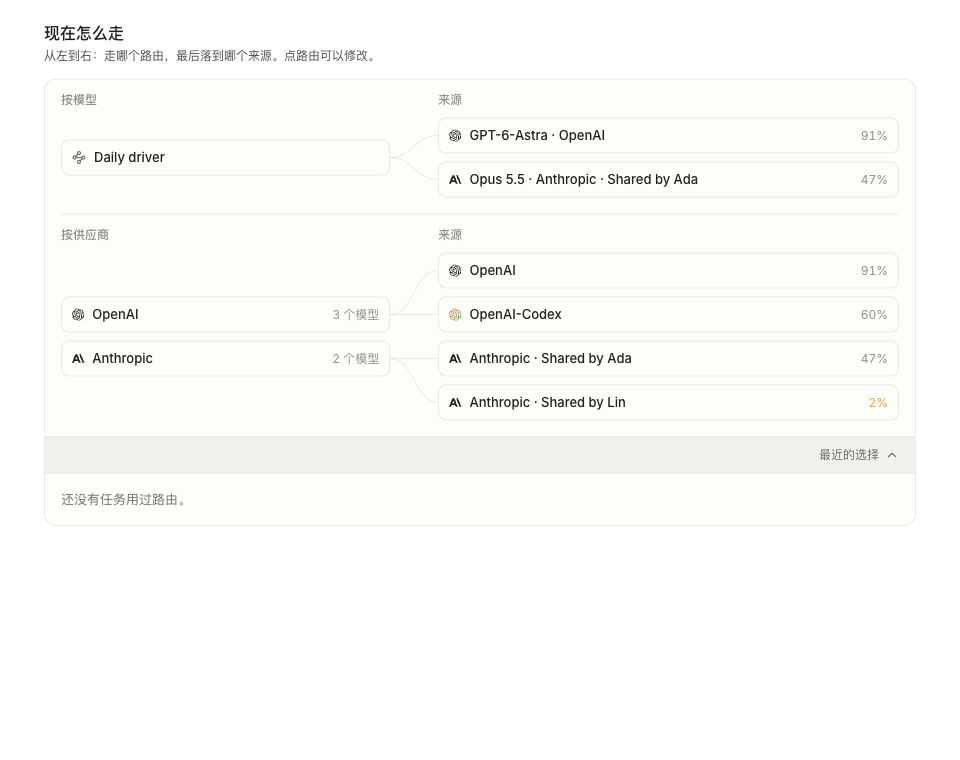 现在怎么走
从左到右：走哪个路由，最后落到哪个来源。点路由可以修改。
按模型
来源
Daily driver
GPT-6-Astra · OpenAI 91%
Opus 5.5 · Anthropic · Shared by Ada 47%
按供应商
来源
OpenAI 3 个模型
Anthropic 2 个模型
OpenAI 91%
OpenAI-Codex 60%
Anthropic · Shared by Ada 47%
Anthropic · Shared by Lin 2%
最近的选择
还没有任务用过路由。